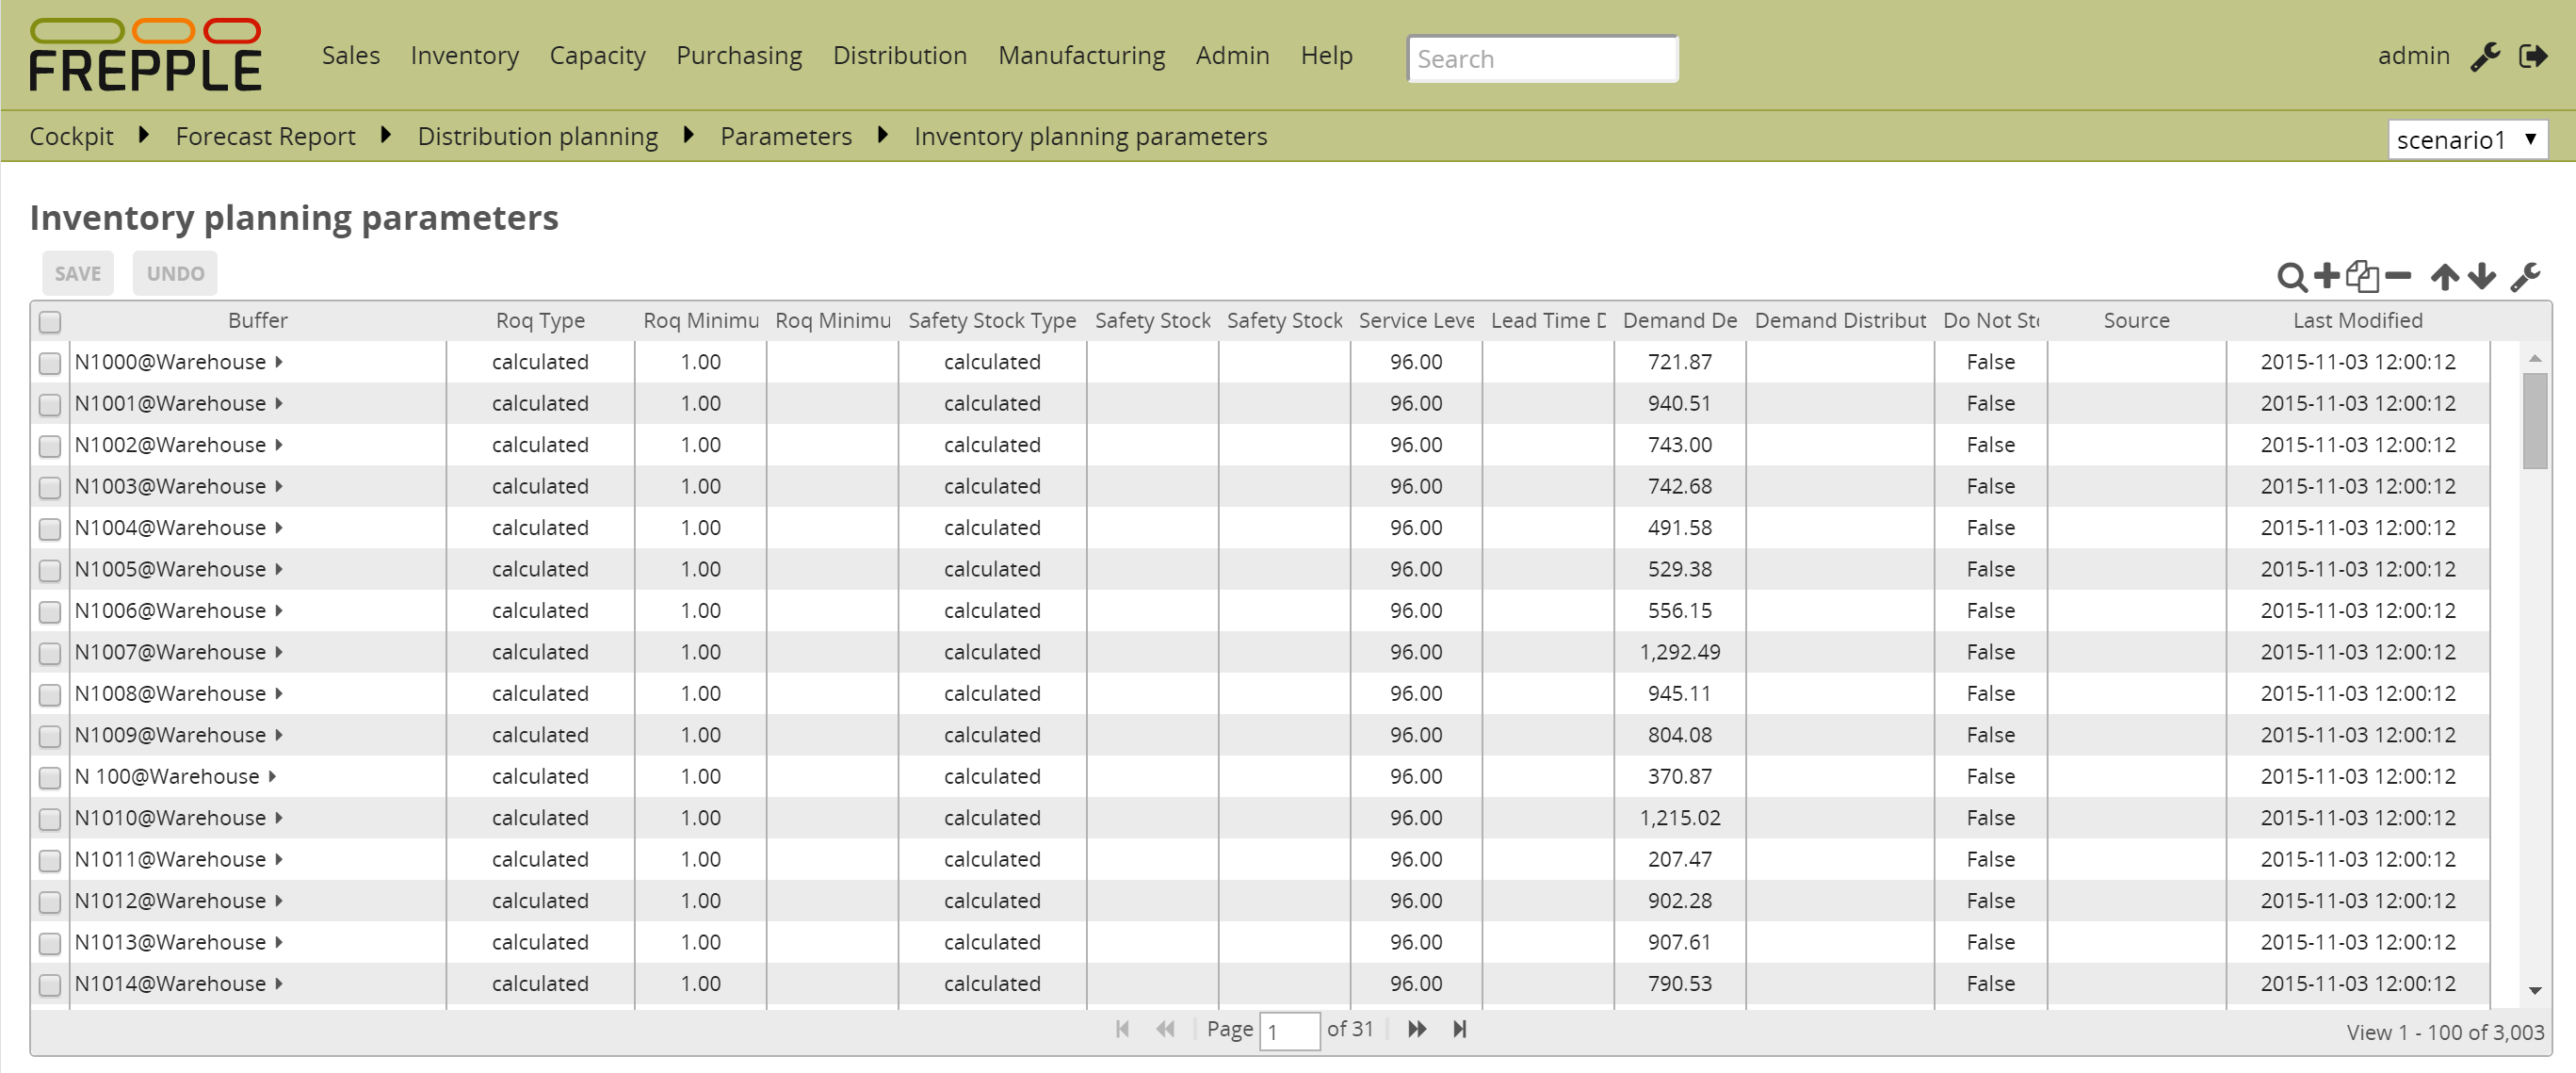 FREPPLE Sales Inventory Capacity Purchasing Distribution Manufacturing Admin Help Search admin
Cockpit Forecast Report Distribution planning Parameters Inventory planning parameters scenario1
Inventory planning parameters
SAVE UNDO
Buffer Roq Type Roq Minimu Roq Minimu Safety Stock Type Safety Stock Safety Stock Service Leve Lead Time D Demand De Demand Distribut Do Not Sto Source Last Modified
N1000@Warehouse calculated 1.00 calculated 96.00 721.87 False 2015-11-03 12:00:12
N1001@Warehouse calculated 1.00 calculated 96.00 940.51 False 2015-11-03 12:00:12
N1002@Warehouse calculated 1.00 calculated 96.00 743.00 False 2015-11-03 12:00:12
N1003@Warehouse calculated 1.00 calculated 96.00 742.68 False 2015-11-03 12:00:12
N1004@Warehouse calculated 1.00 calculated 96.00 491.58 False 2015-11-03 12:00:12
N1005@Warehouse calculated 1.00 calculated 96.00 529.38 False 2015-11-03 12:00:12
N1006@Warehouse calculated 1.00 calculated 96.00 556.15 False 2015-11-03 12:00:12
N1007@Warehouse calculated 1.00 calculated 96.00 1,292.49 False 2015-11-03 12:00:12
N1008@Warehouse calculated 1.00 calculated 96.00 945.11 False 2015-11-03 12:00:12
N1009@Warehouse calculated 1.00 calculated 96.00 804.08 False 2015-11-03 12:00:12
N 100@Warehouse calculated 1.00 calculated 96.00 370.87 False 2015-11-03 12:00:12
N1010@Warehouse calculated 1.00 calculated 96.00 1,215.02 False 2015-11-03 12:00:12
N1011@Warehouse calculated 1.00 calculated 96.00 207.47 False 2015-11-03 12:00:12
N1012@Warehouse calculated 1.00 calculated 96.00 902.28 False 2015-11-03 12:00:12
N1013@Warehouse calculated 1.00 calculated 96.00 907.61 False 2015-11-03 12:00:12
N1014@Warehouse calculated 1.00 calculated 96.00 790.53 False 2015-11-03 12:00:12
Page 1 of 31 View 1 - 100 of 3,003